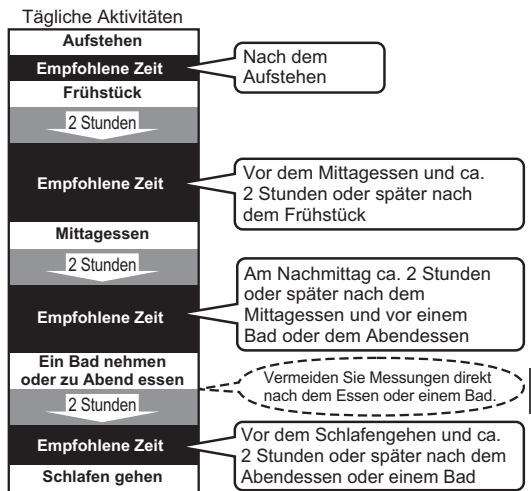 Tägliche Aktivitäten
Aufstehen
Empfohlene Zeit
Nach dem
Aufstehen
Frühstück
2 Stunden
Empfohlene Zeit
Vor dem Mittagessen und ca.
2 Stunden oder später nach
dem Frühstück
Mittagessen
2 Stunden
Empfohlene Zeit
Am Nachmittag ca. 2 Stunden
oder später nach dem
Mittagessen und vor einem
Bad oder dem Abendessen
Ein Bad nehmen
oder zu Abend essen
Vermeiden Sie Messungen direkt
nach dem Essen oder einem Bad.
2 Stunden
Empfohlene Zeit
Vor dem Schlafengehen und ca.
2 Stunden oder später nach dem
Abendessen oder einem Bad
Schlafen gehen